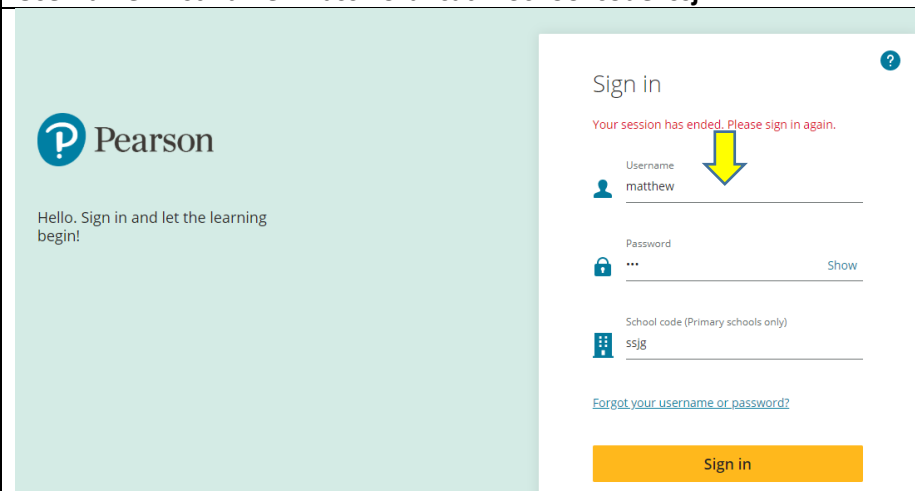 Sign in
Your session has ended. Please sign in again.
Pearson
Hello. Sign in and let the learning
begin!
Username
matthew
Password
•••
Show
School code (Primary schools only)
ssjg
Forgot your username or password?
Sign in
?